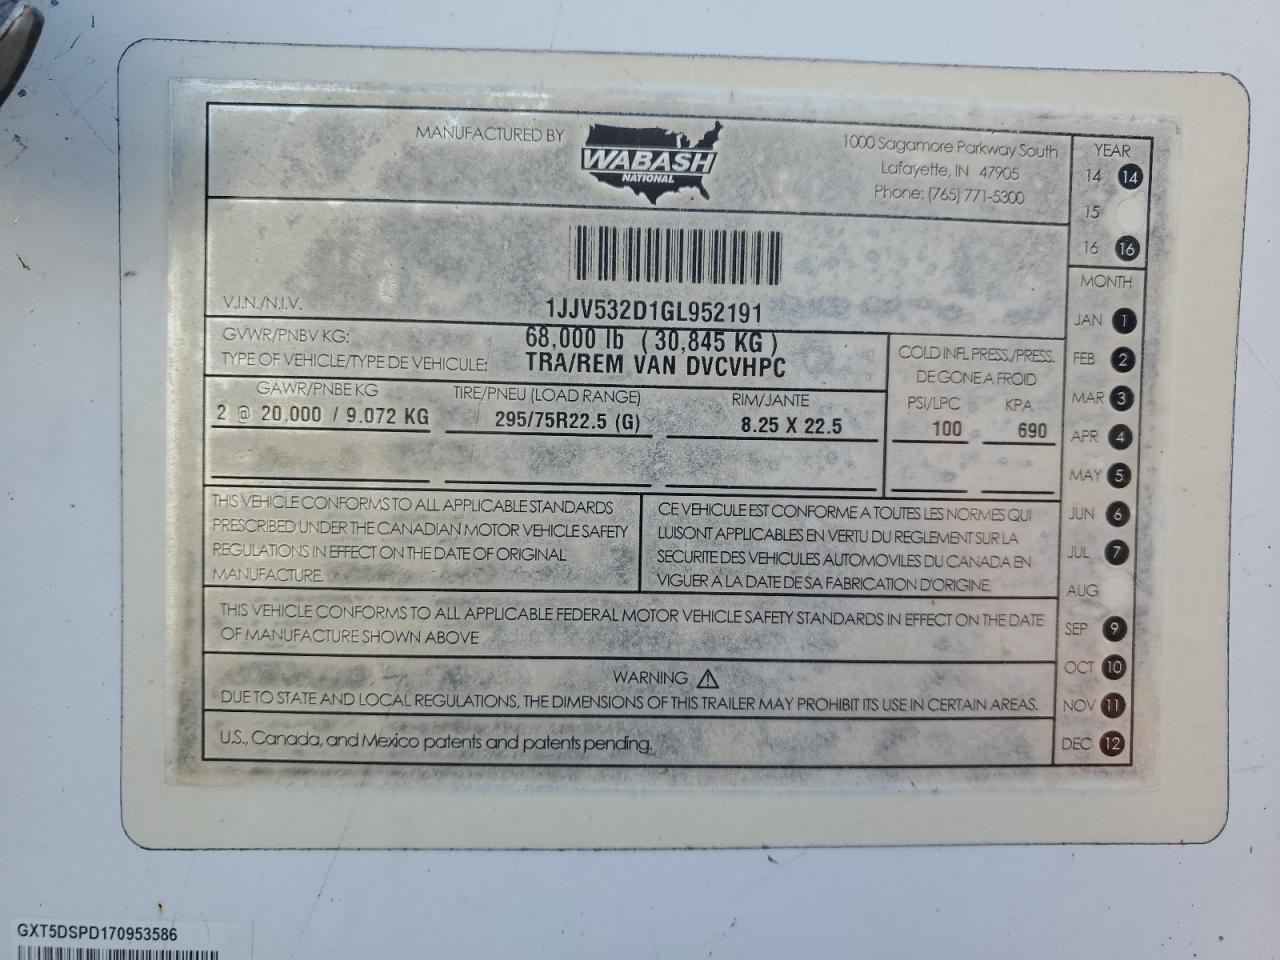 MANUFACTURED BY
WABASH
NATIONAL
1000 Sagamore Parkway South
Lafayette, IN 47905
Phone: (765) 771-5300
V.I.N./N.I.V.
1JJV532D1GL952191
GVWR/PNBV KG:
68,000 lb ( 30,845 KG )
TYPE OF VEHICLE/TYPE DE VEHICULE:
TRA/REM VAN DVCVHPC
GAWR/PNBE KG
TIRE/PNEU (LOAD RANGE)
RIM/JANTE
2 @ 20,000 / 9,072 KG
295/75R22.5 (G)
8.25 X 22.5
COLD INFL PRESS./PRESS.
DE GONE A FROID
PSI/LPC
KPA
100
690
THIS VEHICLE CONFORMS TO ALL APPLICABLE STANDARDS
PRESCRIBED UNDER THE CANADIAN MOTOR VEHICLE SAFETY
REGULATIONS IN EFFECT ON THE DATE OF ORIGINAL
MANUFACTURE.
CE VEHICULE EST CONFORME A TOUTES LES NORMES QUI
LUI SONT APPLICABLES EN VERTU DU REGLEMENT SUR LA
SECURITE DES VEHICULES AUTOMOVILES DU CANADA EN
VIGUER A LA DATE DE SA FABRICATION D'ORIGINE.
THIS VEHICLE CONFORMS TO ALL APPLICABLE FEDERAL MOTOR VEHICLE SAFETY STANDARDS IN EFFECT ON THE DATE
OF MANUFACTURE SHOWN ABOVE
WARNING
DUE TO STATE AND LOCAL REGULATIONS, THE DIMENSIONS OF THIS TRAILER MAY PROHIBIT ITS USE IN CERTAIN AREAS.
U.S., Canada, and Mexico patents and patents pending.
YEAR
14 14
15
16 16
MONTH
JAN 1
FEB 2
MAR 3
APR 4
MAY 5
JUN 6
JUL 7
AUG
SEP 9
OCT 10
NOV 11
DEC 12
GXT5DSPD170953586